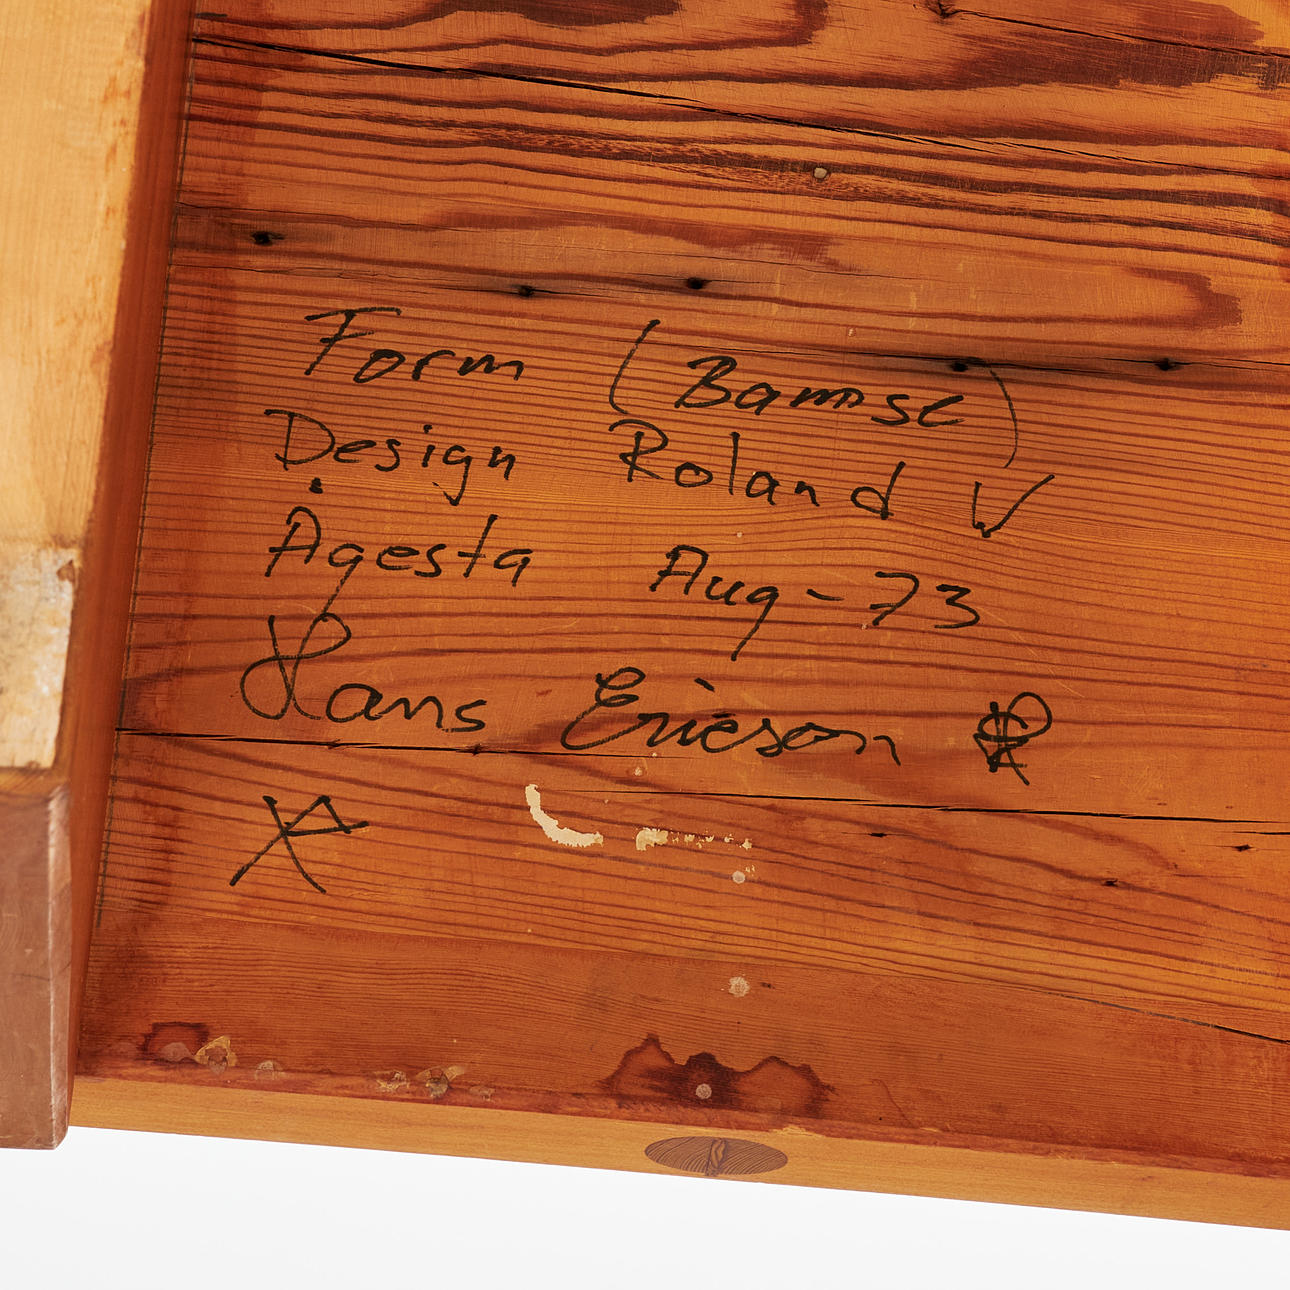 Form (Bamse)
Design Roland W
Ågesta Aug-73
Hans Ericson